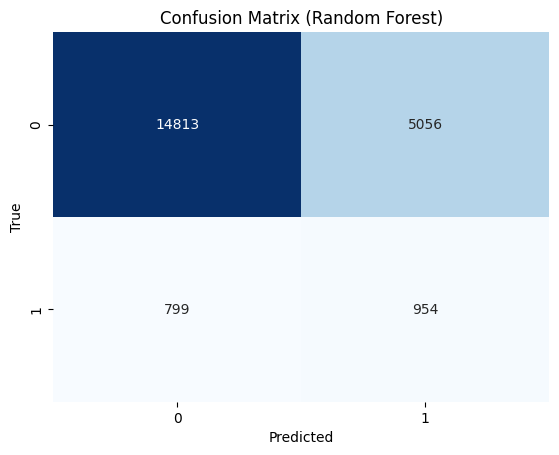 Confusion Matrix (Random Forest)
True
0
14813 5056
1
799 954
0 1
Predicted